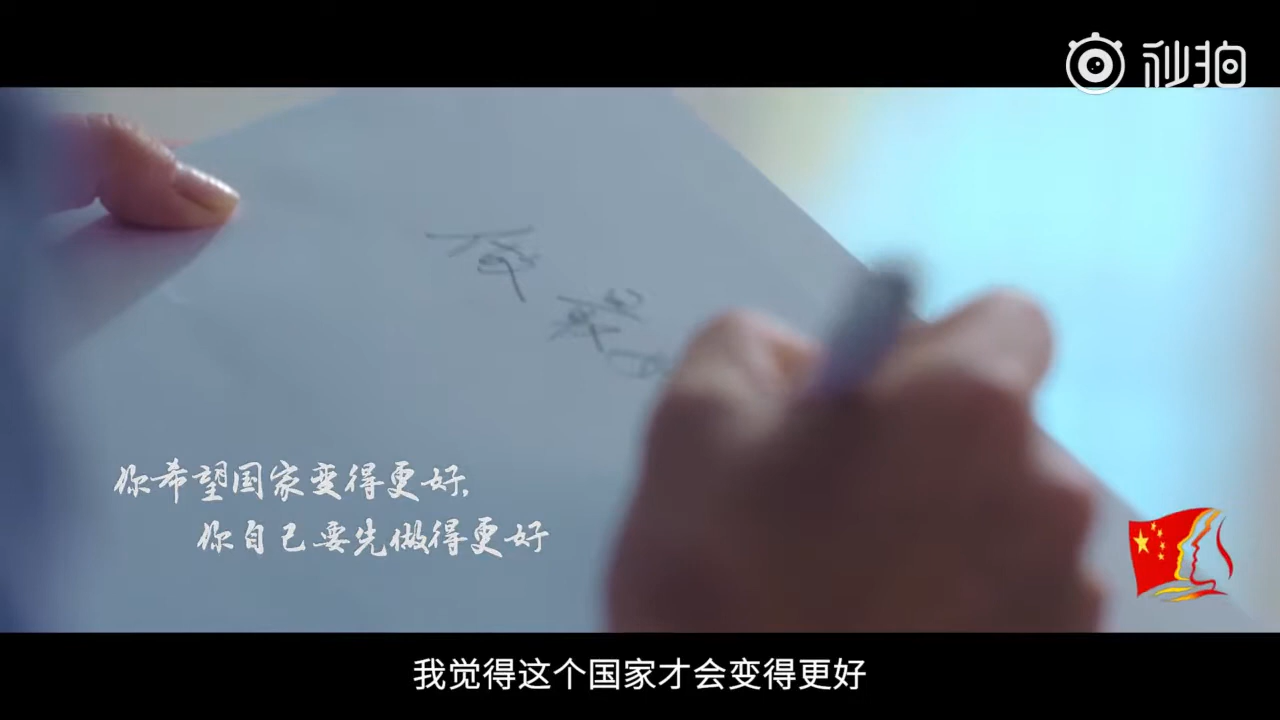 秒拍
你希望国家变得更好,
你自己要先做得更好
我觉得这个国家才会变得更好